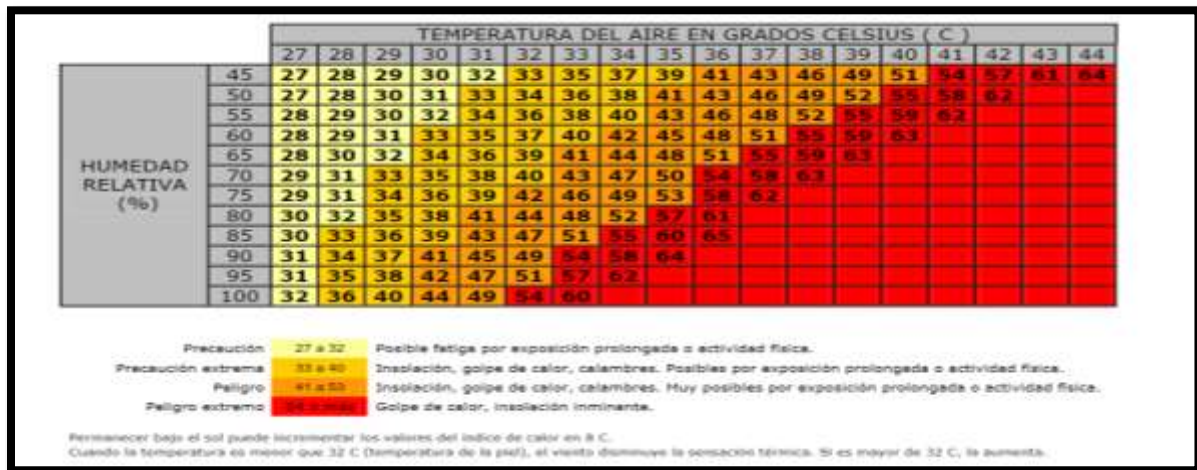 TEMPERATURA DEL AIRE EN GRADOS CELSIUS ( C )
27 28 29 30 31 32 33 34 35 36 37 38 39 40 41 42 43 44
HUMEDAD RELATIVA (%)
45 27 28 29 30 32 33 35 37 39 41 43 46 49 51 54 57 61 64
50 27 28 30 31 33 34 36 38 41 43 46 49 52 55 58 62
55 28 29 30 32 34 36 38 40 43 46 48 52 55 59 62
60 28 29 31 33 35 37 40 42 45 48 51 55 59 63
65 28 30 32 34 36 39 41 44 48 51 55 59 63
70 29 31 33 35 38 40 43 47 50 54 58 63
75 29 31 34 36 39 42 46 49 53 58 62
80 30 32 35 38 41 44 48 52 57 61
85 30 33 36 39 43 47 51 55 60 65
90 31 34 37 41 45 49 54 58 64
95 31 35 38 42 47 51 57 62
100 32 36 40 44 49 54 60
Precaución 27 a 32 Posible fatiga por exposición prolongada o actividad física.
Precaución extrema 33 a 40 Insolación, golpe de calor, calambres. Posibles por exposición prolongada o actividad física.
Peligro 41 a 53 Insolación, golpe de calor, calambres. Muy posibles por exposición prolongada o actividad física.
Peligro extremo 54 o más Golpe de calor, insolación inminente.
Permanecer bajo el sol puede incrementar los valores del índice de calor en 8 C.
Cuando la temperatura es menor que 32 C (temperatura de la piel), el viento disminuye la sensación térmica. Si es mayor de 32 C, la aumenta.